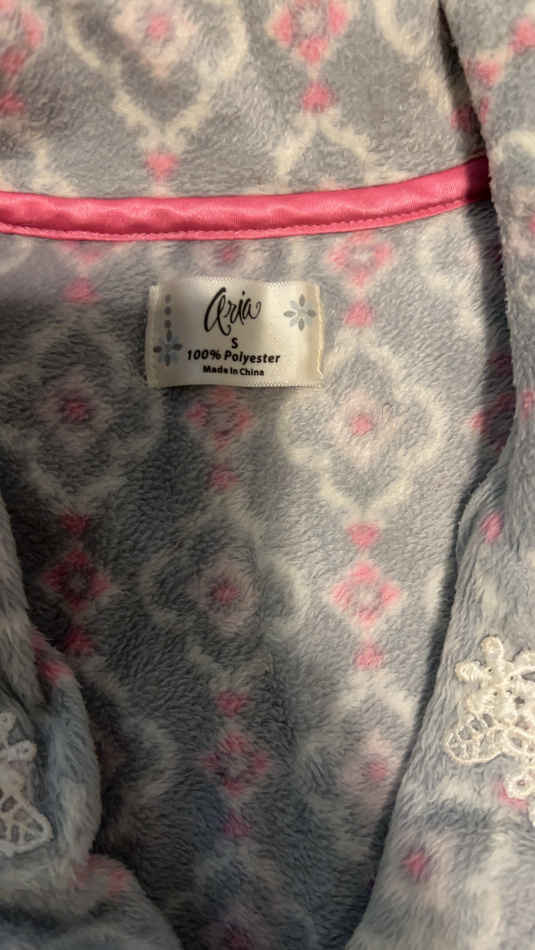 Aria
S
100% Polyester
Made In China